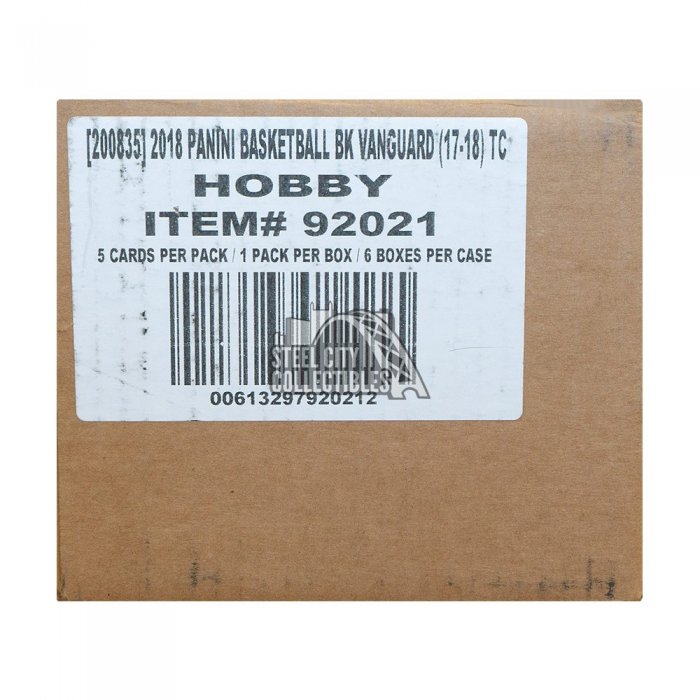 [200835] 2018 PANINI BASKETBALL BK VANGUARD (17-18) TC
HOBBY
ITEM# 92021
5 CARDS PER PACK / 1 PACK PER BOX / 6 BOXES PER CASE
STEEL CITY
COLLECTIBLES
00613297920212